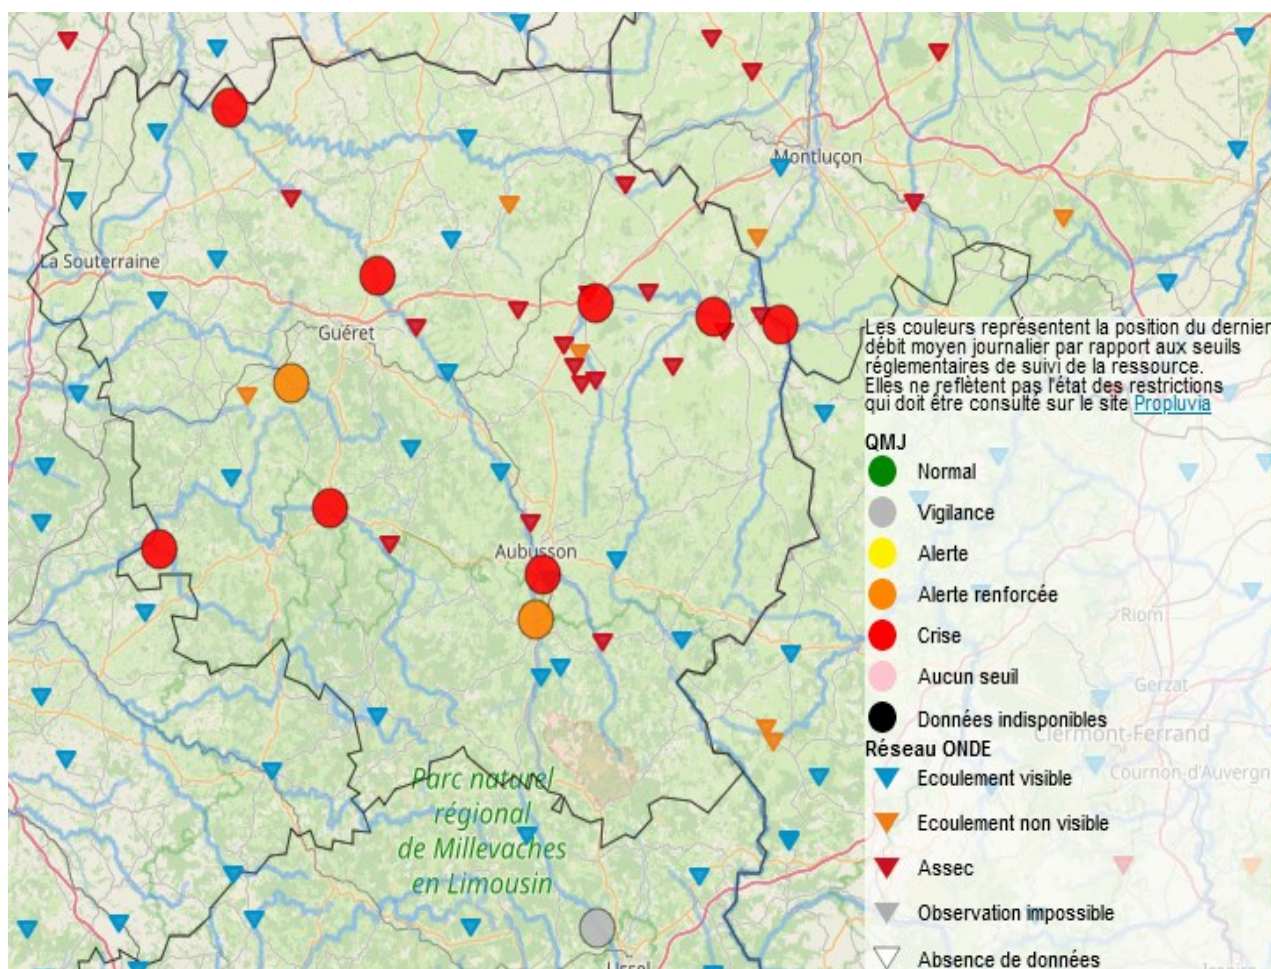 Montluçon
La Souterraine
Guéret
Aubusson
Parc naturel
régional
de Millevaches
en Limousin
Ussel
Les couleurs représentent la position du dernier
débit moyen journalier par rapport aux seuils
réglementaires de suivi de la ressource.
Elles ne reflètent pas l'état des restrictions
qui doit être consulté sur le site Propluvia
QMJ
Normal
Vigilance
Alerte
Alerte renforcée
Crise
Aucun seuil
Données indisponibles
Réseau ONDE
Ecoulement visible
Ecoulement non visible
Assec
Observation impossible
Absence de données
Riom
Gerzat
Clermont-Ferrand
Cournon-d'Auvergn